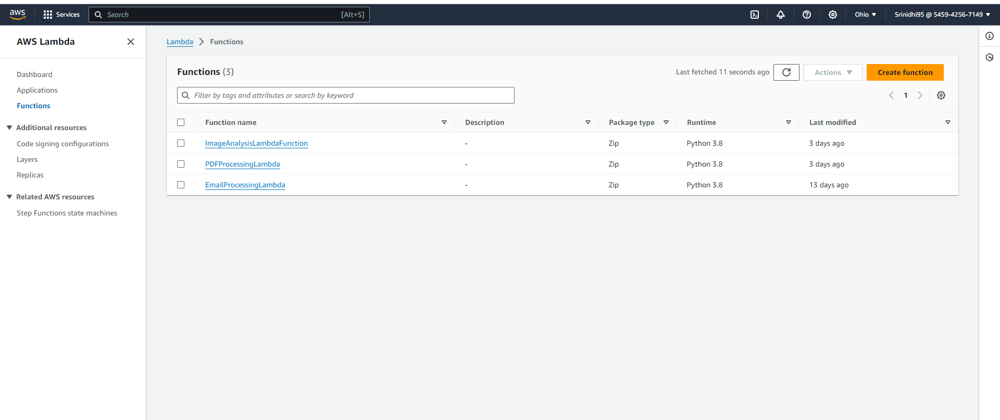 aws Services Search [Alt+S] Ohio Srinidhi95 @ 5459-4256-7149
AWS Lambda
Dashboard
Applications
Functions
Additional resources
Code signing configurations
Layers
Replicas
Related AWS resources
Step Functions state machines
Lambda Functions
Functions (3) Last fetched 11 seconds ago Actions Create function
Filter by tags and attributes or search by keyword 1
Function name Description Package type Runtime Last modified
ImageAnalysisLambdaFunction - Zip Python 3.8 3 days ago
PDFProcessingLambda - Zip Python 3.8 3 days ago
EmailProcessingLambda - Zip Python 3.8 13 days ago